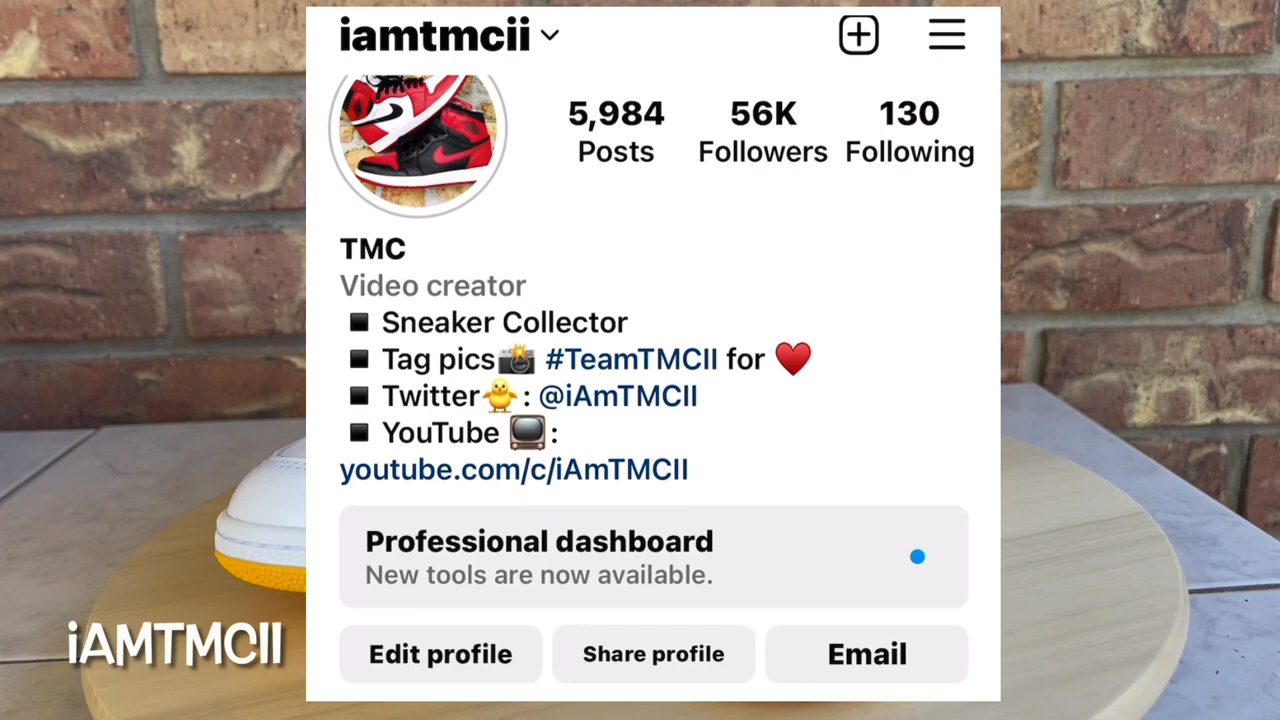 iamtmcii
5,984 56K 130
Posts Followers Following
TMC
Video creator
▪️ Sneaker Collector
▪️ Tag pics📸 #TeamTMCII for ♥️
▪️ Twitter🐥: @iAmTMCII
▪️ YouTube 📺:
youtube.com/c/iAmTMCII
Professional dashboard
New tools are now available.
Edit profile Share profile Email
iAMTMCII